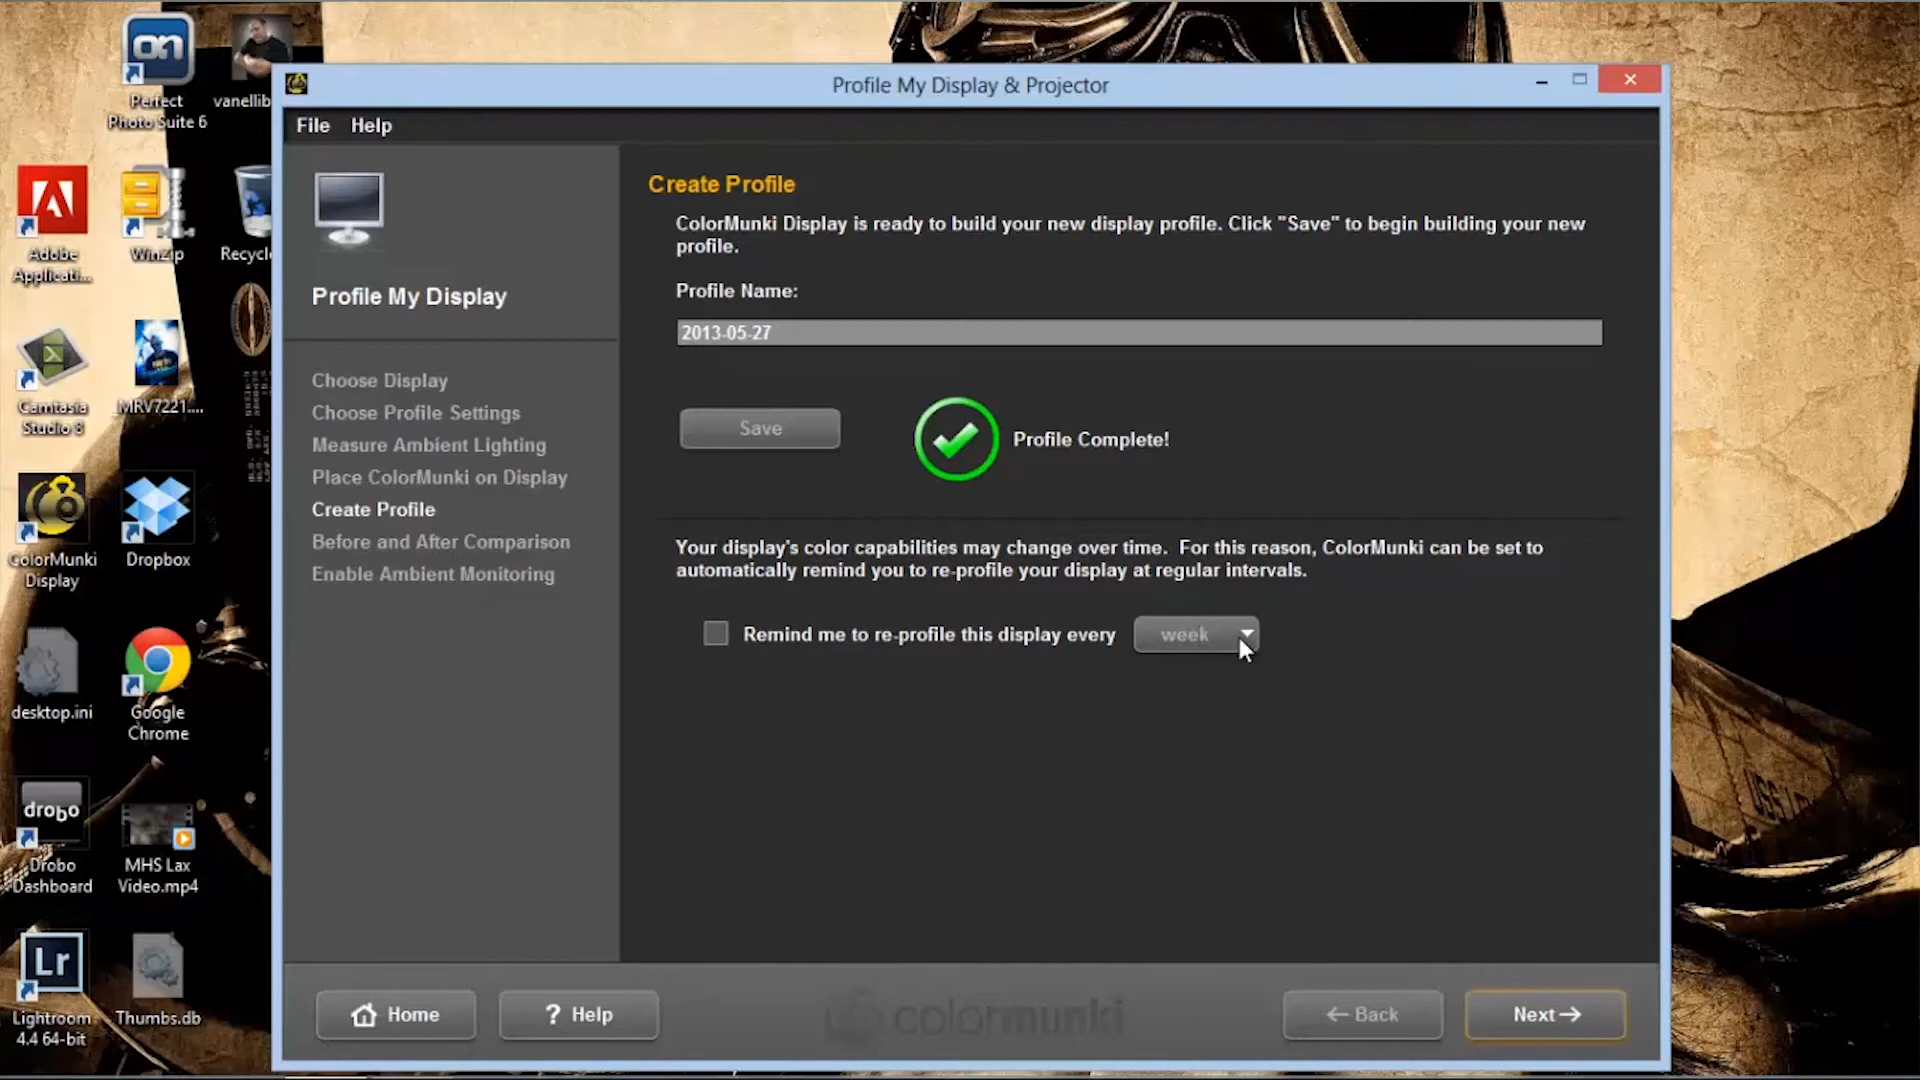 on
Perfect
Photo Suite 6
vanellib
Adobe
Applicati...
WinZip
Recycl
Camtasia
Studio 8
_MRV7221....
ColorMunki
Display
Dropbox
desktop.ini
Google
Chrome
drobo
Drobo
Dashboard
MHS Lax
Video.mp4
Lr
Lightroom
4.4 64-bit
Thumbs.db
Profile My Display & Projector
File Help
Profile My Display
Choose Display
Choose Profile Settings
Measure Ambient Lighting
Place ColorMunki on Display
Create Profile
Before and After Comparison
Enable Ambient Monitoring
Create Profile
ColorMunki Display is ready to build your new display profile. Click "Save" to begin building your new
profile.
Profile Name:
2013-05-27
Save
Profile Complete!
Your display's color capabilities may change over time. For this reason, ColorMunki can be set to
automatically remind you to re-profile your display at regular intervals.
Remind me to re-profile this display every week
Home
? Help
colormunki
← Back
Next →